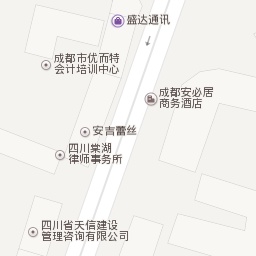 盛达通讯
成都市优而特
会计培训中心
成都安必居
商务酒店
安吉蕾丝
四川棠湖
律师事务所
四川省天信建设
管理咨询有限公司